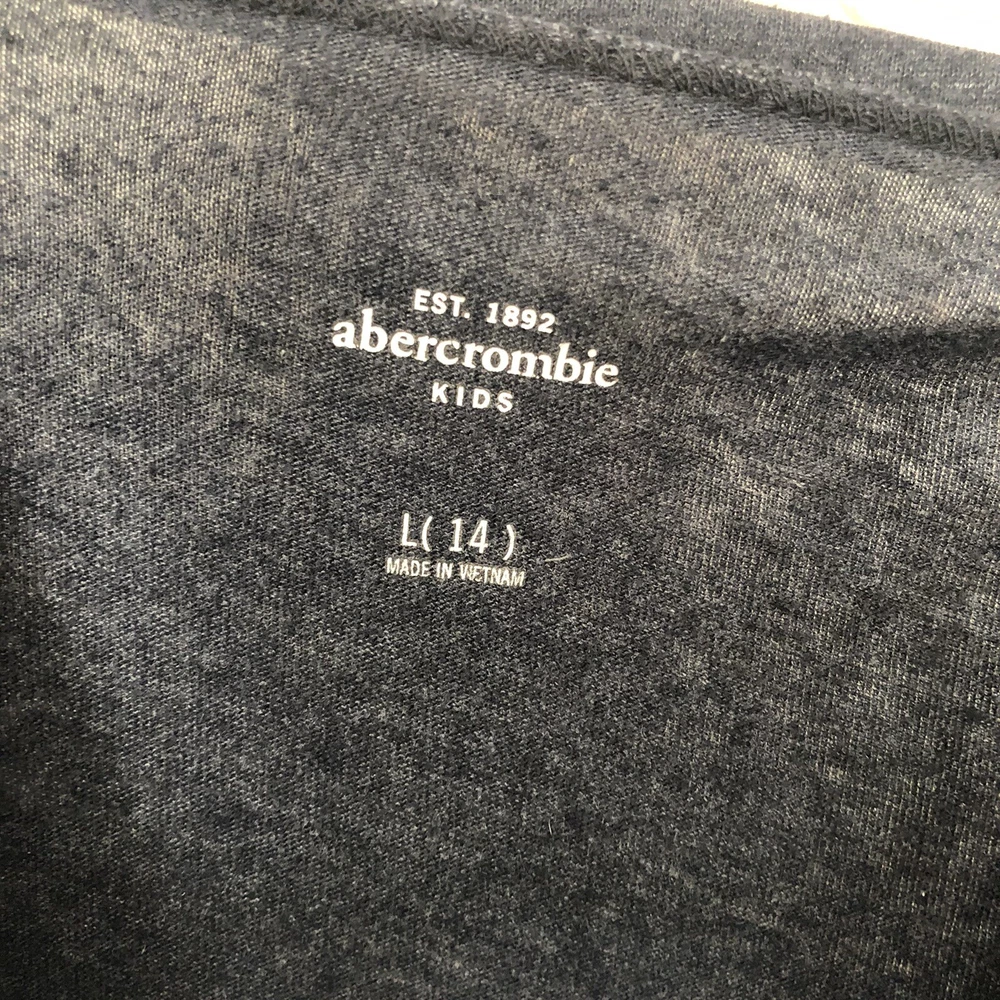 EST. 1892
abercrombie
KIDS
L( 14 )
MADE IN VIETNAM